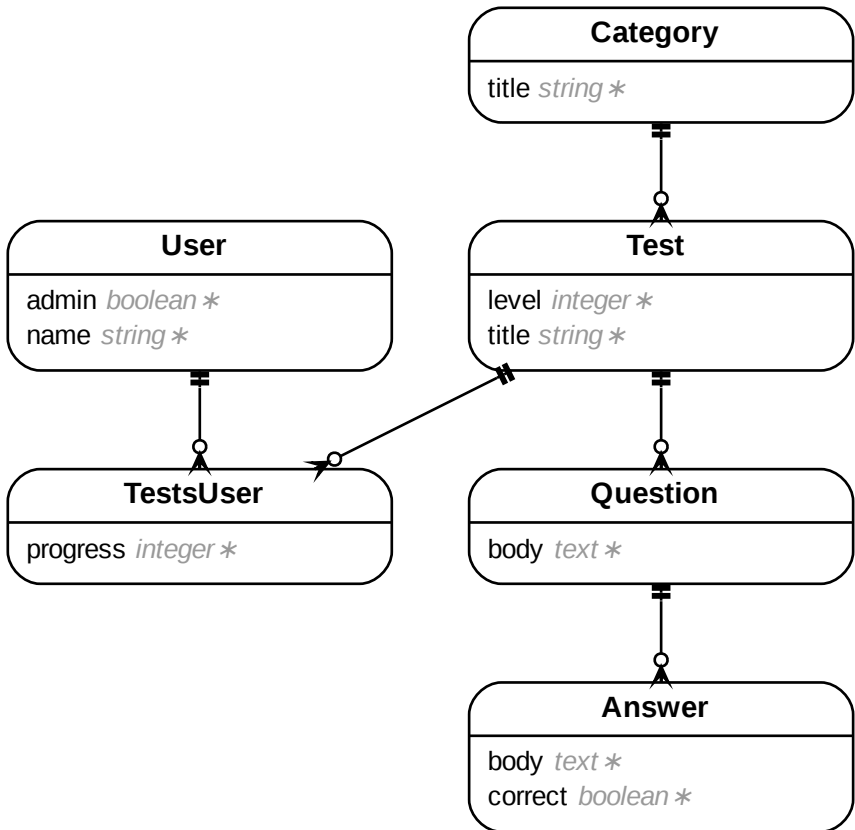 Category
title string∗
User
admin boolean∗
name string∗
Test
level integer∗
title string∗
TestsUser
progress integer∗
Question
body text∗
Answer
body text∗
correct boolean∗